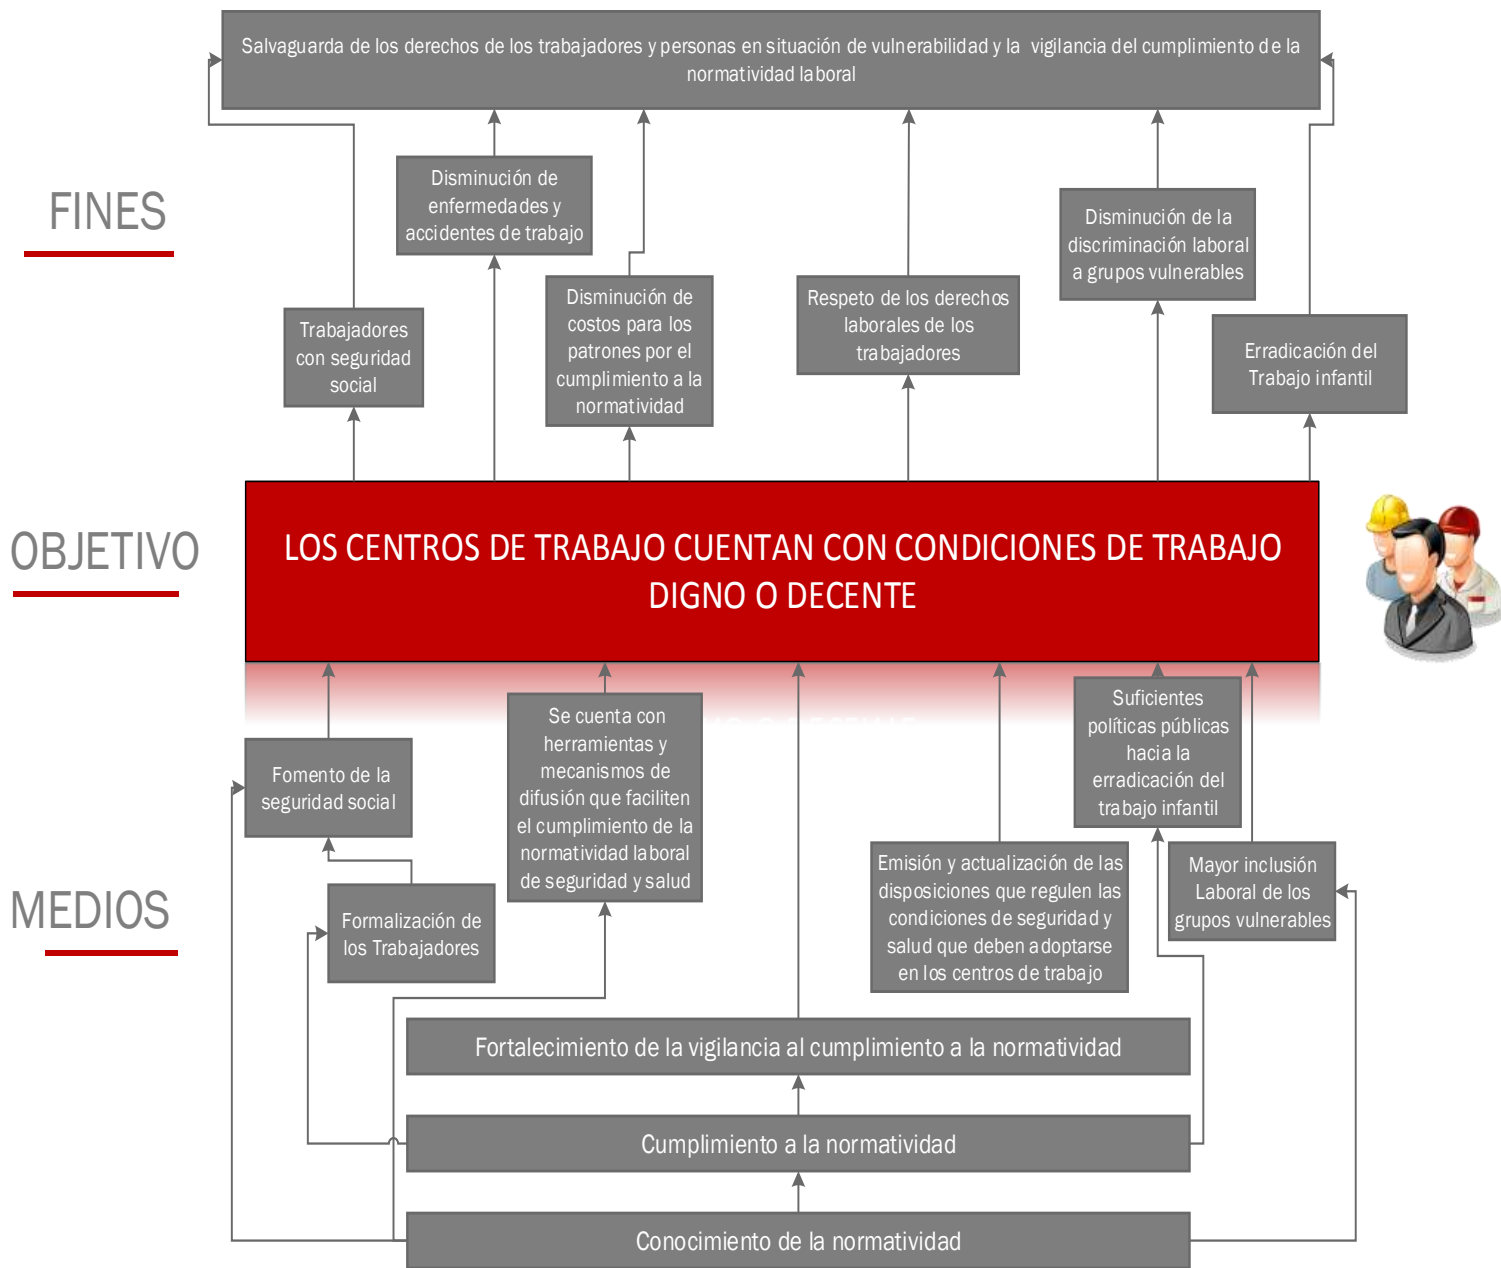 Salvaguarda de los derechos de los trabajadores y personas en situación de vulnerabilidad y la vigilancia del cumplimiento de la
normatividad laboral
FINES
Disminución de
enfermedades y
accidentes de trabajo
Disminución de la
discriminación laboral
a grupos vulnerables
Trabajadores
con seguridad
social
Disminución de
costos para los
patrones por el
cumplimiento a la
normatividad
Respeto de los derechos
laborales de los
trabajadores
Erradicación del
Trabajo infantil
OBJETIVO
LOS CENTROS DE TRABAJO CUENTAN CON CONDICIONES DE TRABAJO
DIGNO O DECENTE
MEDIOS
Fomento de la
seguridad social
Se cuenta con
herramientas y
mecanismos de
difusión que faciliten
el cumplimiento de la
normatividad laboral
de seguridad y salud
Suficientes
políticas públicas
hacia la
erradicación del
trabajo infantil
Formalización de
los Trabajadores
Emisión y actualización de las
disposiciones que regulen las
condiciones de seguridad y
salud que deben adoptarse
en los centros de trabajo
Mayor inclusión
Laboral de los
grupos vulnerables
Fortalecimiento de la vigilancia al cumplimiento a la normatividad
Cumplimiento a la normatividad
Conocimiento de la normatividad